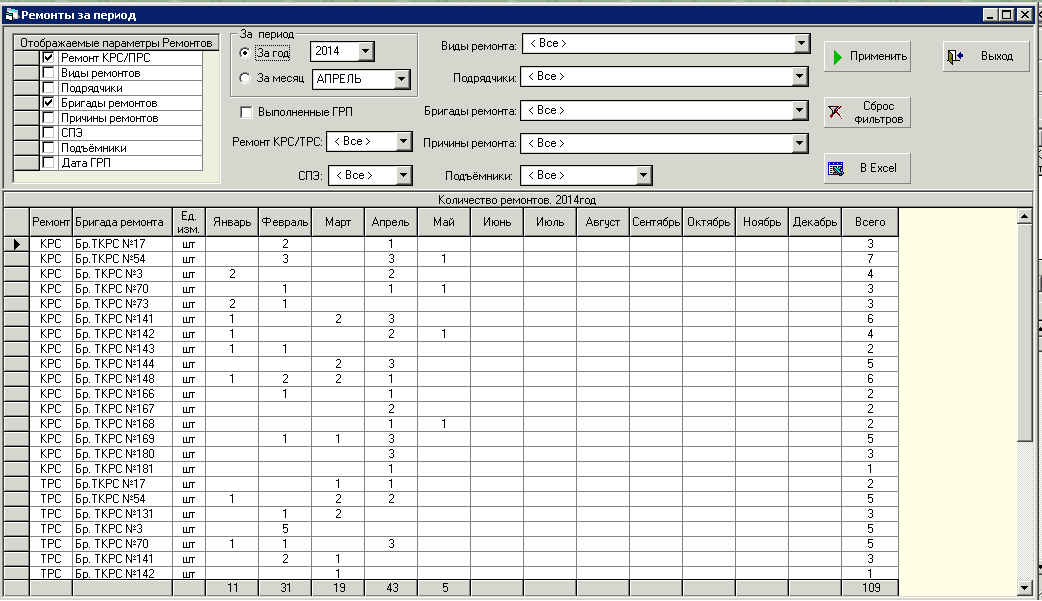 Ремонты за период
Отображаемые параметры Ремонтов
Ремонт КРС/ПРС
Виды ремонтов
Подрядчики
Бригады ремонтов
Причины ремонтов
СПЭ
Подъёмники
Дата ГРП
За период
За год 2014
За месяц АПРЕЛЬ
Выполненные ГРП
Ремонт КРС/ТРС: < Все >
СПЭ: < Все >
Виды ремонта: < Все >
Подрядчики: < Все >
Бригады ремонта: < Все >
Причины ремонта: < Все >
Подъёмники: < Все >
Применить
Выход
Сброс
фильтров
В Excel
Количество ремонтов. 2014год
Ремонт Бригада ремонта Ед. изм. Январь Февраль Март Апрель Май Июнь Июль Август Сентябрь Октябрь Ноябрь Декабрь Всего
КРС Бр.ТКРС №17 шт 2 1 3
КРС Бр.ТКРС №54 шт 3 3 1 7
КРС Бр. ТКРС №3 шт 2 2 4
КРС Бр. ТКРС №70 шт 1 1 1 3
КРС Бр. ТКРС №73 шт 2 1 3
КРС Бр. ТКРС №141 шт 1 2 3 6
КРС Бр. ТКРС №142 шт 1 2 1 4
КРС Бр. ТКРС №143 шт 1 1 2
КРС Бр. ТКРС №144 шт 2 3 5
КРС Бр. ТКРС №148 шт 1 2 2 1 6
КРС Бр. ТКРС №166 шт 1 1 2
КРС Бр. ТКРС №167 шт 2 2
КРС Бр. ТКРС №168 шт 1 1 2
КРС Бр. ТКРС №169 шт 1 1 3 5
КРС Бр. ТКРС №180 шт 3 3
КРС Бр. ТКРС №181 шт 1 1
ТРС Бр.ТКРС №17 шт 1 1 2
ТРС Бр.ТКРС №54 шт 1 2 2 5
ТРС Бр. ТКРС №131 шт 1 2 3
ТРС Бр. ТКРС №3 шт 5 5
ТРС Бр. ТКРС №70 шт 1 1 3 5
ТРС Бр. ТКРС №141 шт 2 1 3
ТРС Бр. ТКРС №142 шт 1 1
11 31 19 43 5 109